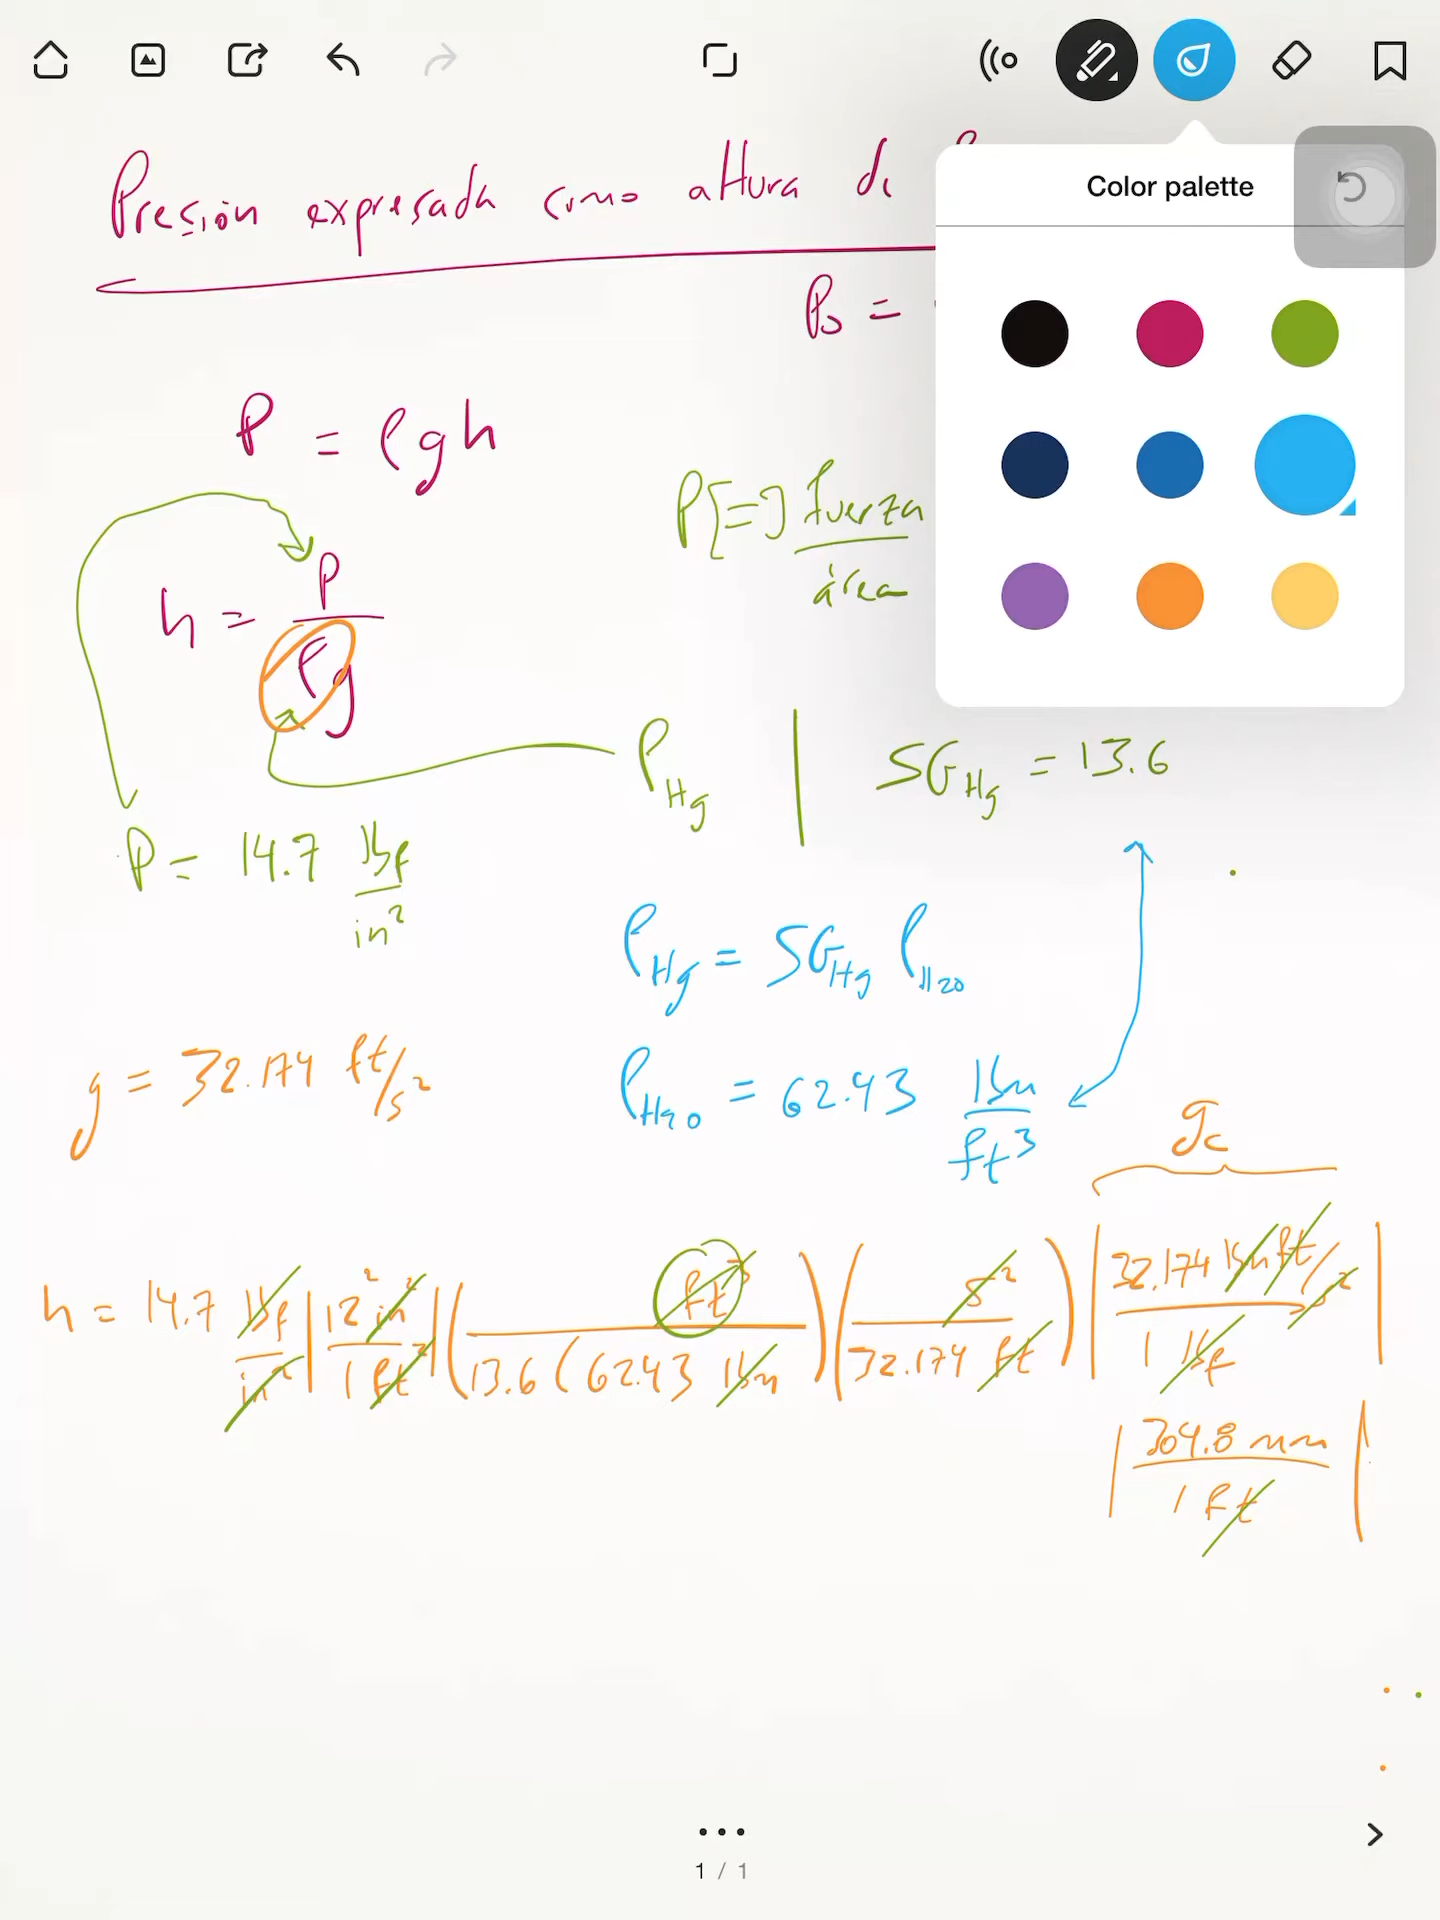 Color palette
Presión expresada como altura de
P₀ =
P = ρgh
P[=] fuerza / área
h = P / ρg
ρHg | SGHg = 13.6
P = 14.7 lbf / in²
ρHg = SGHg ρH20
g = 32.174 ft/s²
ρH20 = 62.43 lbm / ft³
gc
h = 14.7 lbf / in² | 12² in² / 1 ft² | ( ft³ / 13.6 (62.43 lbm ) ( s² / 32.174 ft ) | 32.174 lbm ft/s² / 1 lbf |
| 304.8 mm / 1 ft |
1 / 1